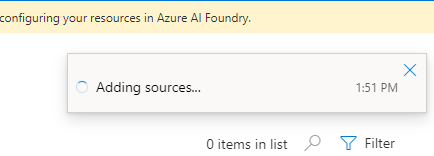 configuring your resources in Azure AI Foundry.
Adding sources...
1:51 PM
0 items in list
Filter